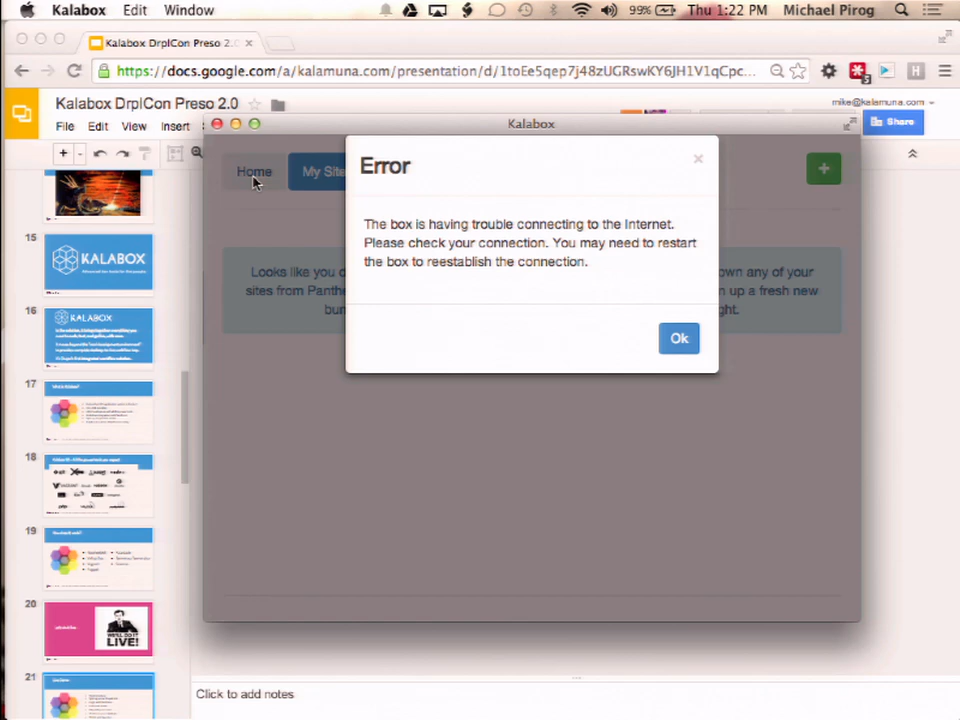 Kalabox Edit Window 99% Thu 1:22 PM Michael Pirog
Kalabox DrplCon Preso 2.0
https://docs.google.com/a/kalamuna.com/presentation/d/1toEe5qep7j48zUGRswKY6JH1V1qCpc...
5
Kalabox DrplCon Preso 2.0
mike@kalamuna.com
File Edit View Insert
Share
Kalabox
Home
My Site
Error
×
+
The box is having trouble connecting to the Internet.
Please check your connection. You may need to restart
the box to reestablish the connection.
Ok
Looks like you d
own any of your
sites from Panthe
n up a fresh new
bun
ght.
15
KALABOX
16
KALABOX
17
18
19
20
WE'LL DO IT
LIVE!
21
Click to add notes